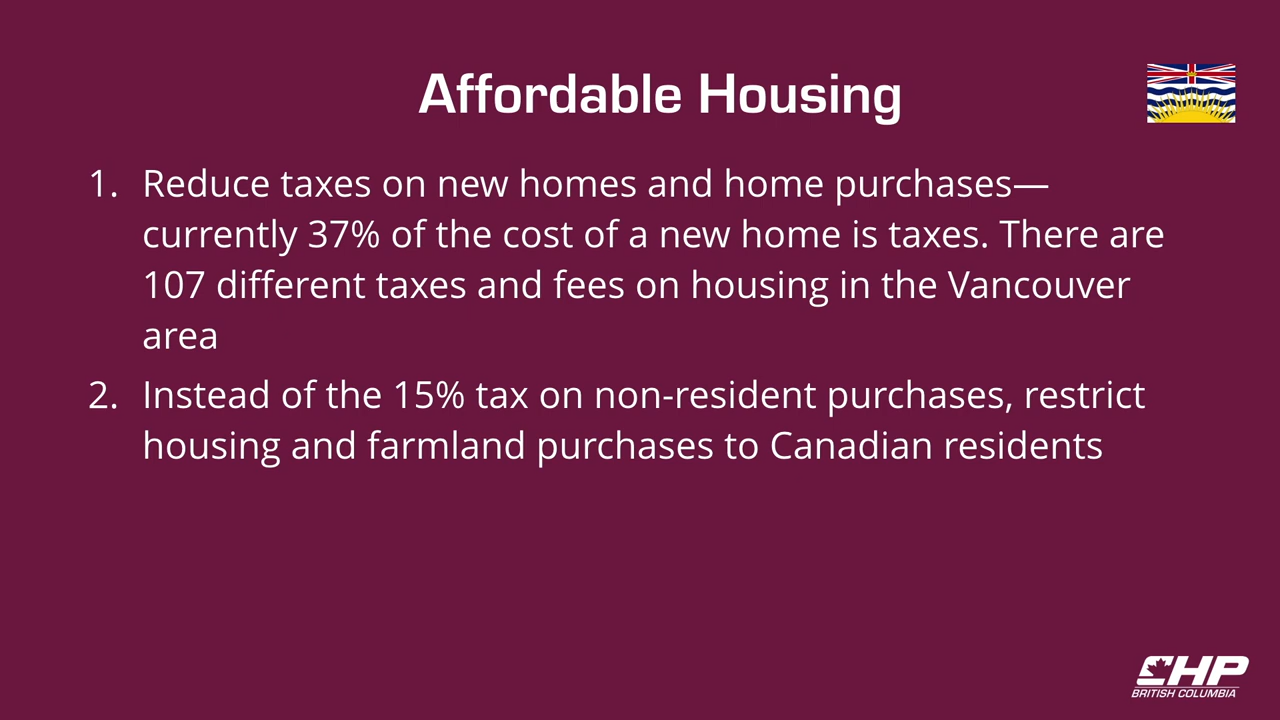 Affordable Housing
1. Reduce taxes on new homes and home purchases—
currently 37% of the cost of a new home is taxes. There are
107 different taxes and fees on housing in the Vancouver
area
2. Instead of the 15% tax on non-resident purchases, restrict
housing and farmland purchases to Canadian residents
CHP
BRITISH COLUMBIA